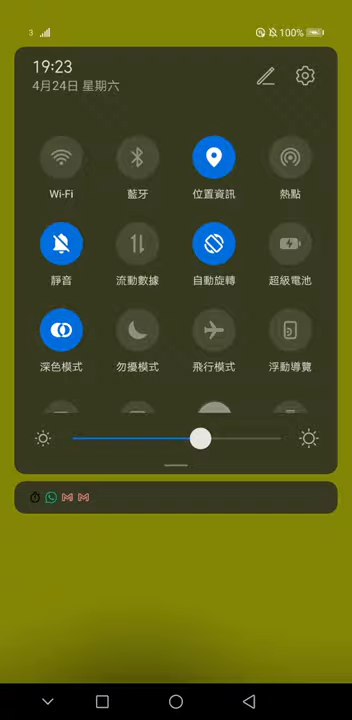 3 100%
19:23
4月24日 星期六
Wi-Fi 藍牙 位置資訊 熱點
靜音 流動數據 自動旋轉 超級電池
深色模式 勿擾模式 飛行模式 浮動導覽